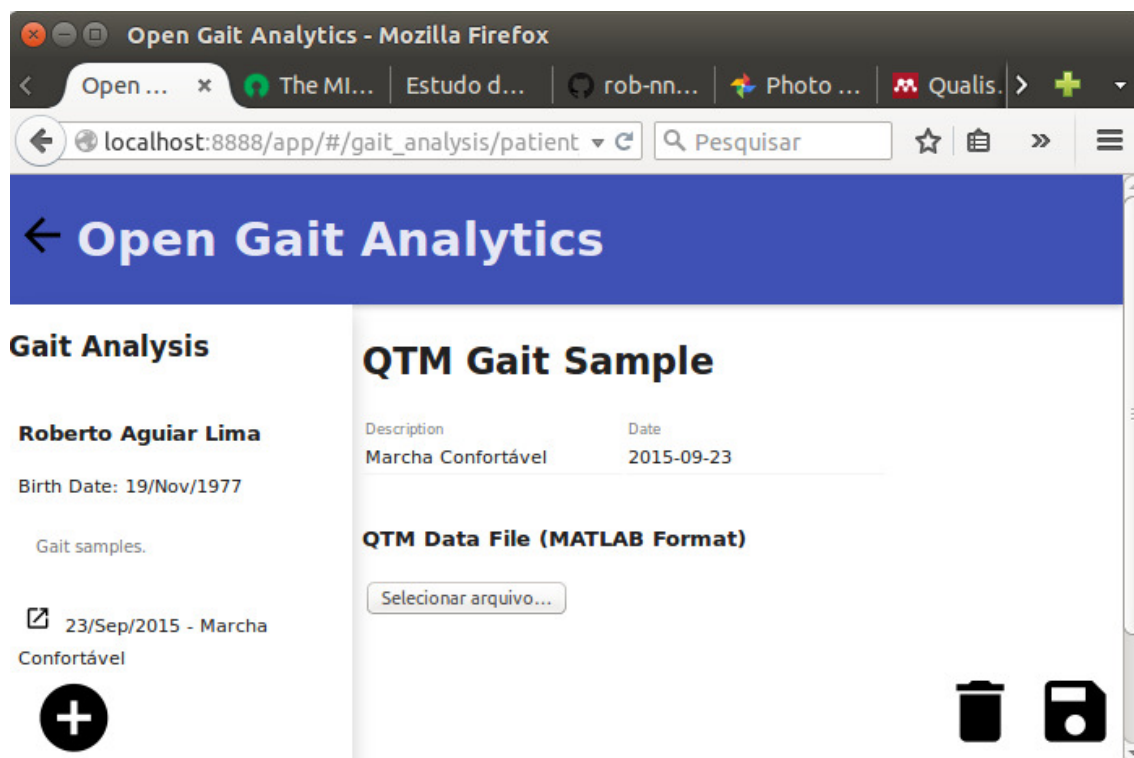 Open Gait Analytics - Mozilla Firefox
Open ... The MI... Estudo d... rob-nn... Photo ... Qualis.
localhost:8888/app/#/gait_analysis/patient Pesquisar
Open Gait Analytics
Gait Analysis
QTM Gait Sample
Roberto Aguiar Lima
Birth Date: 19/Nov/1977
Gait samples.
23/Sep/2015 - Marcha
Confortável
Description Date
Marcha Confortável 2015-09-23
QTM Data File (MATLAB Format)
Selecionar arquivo...